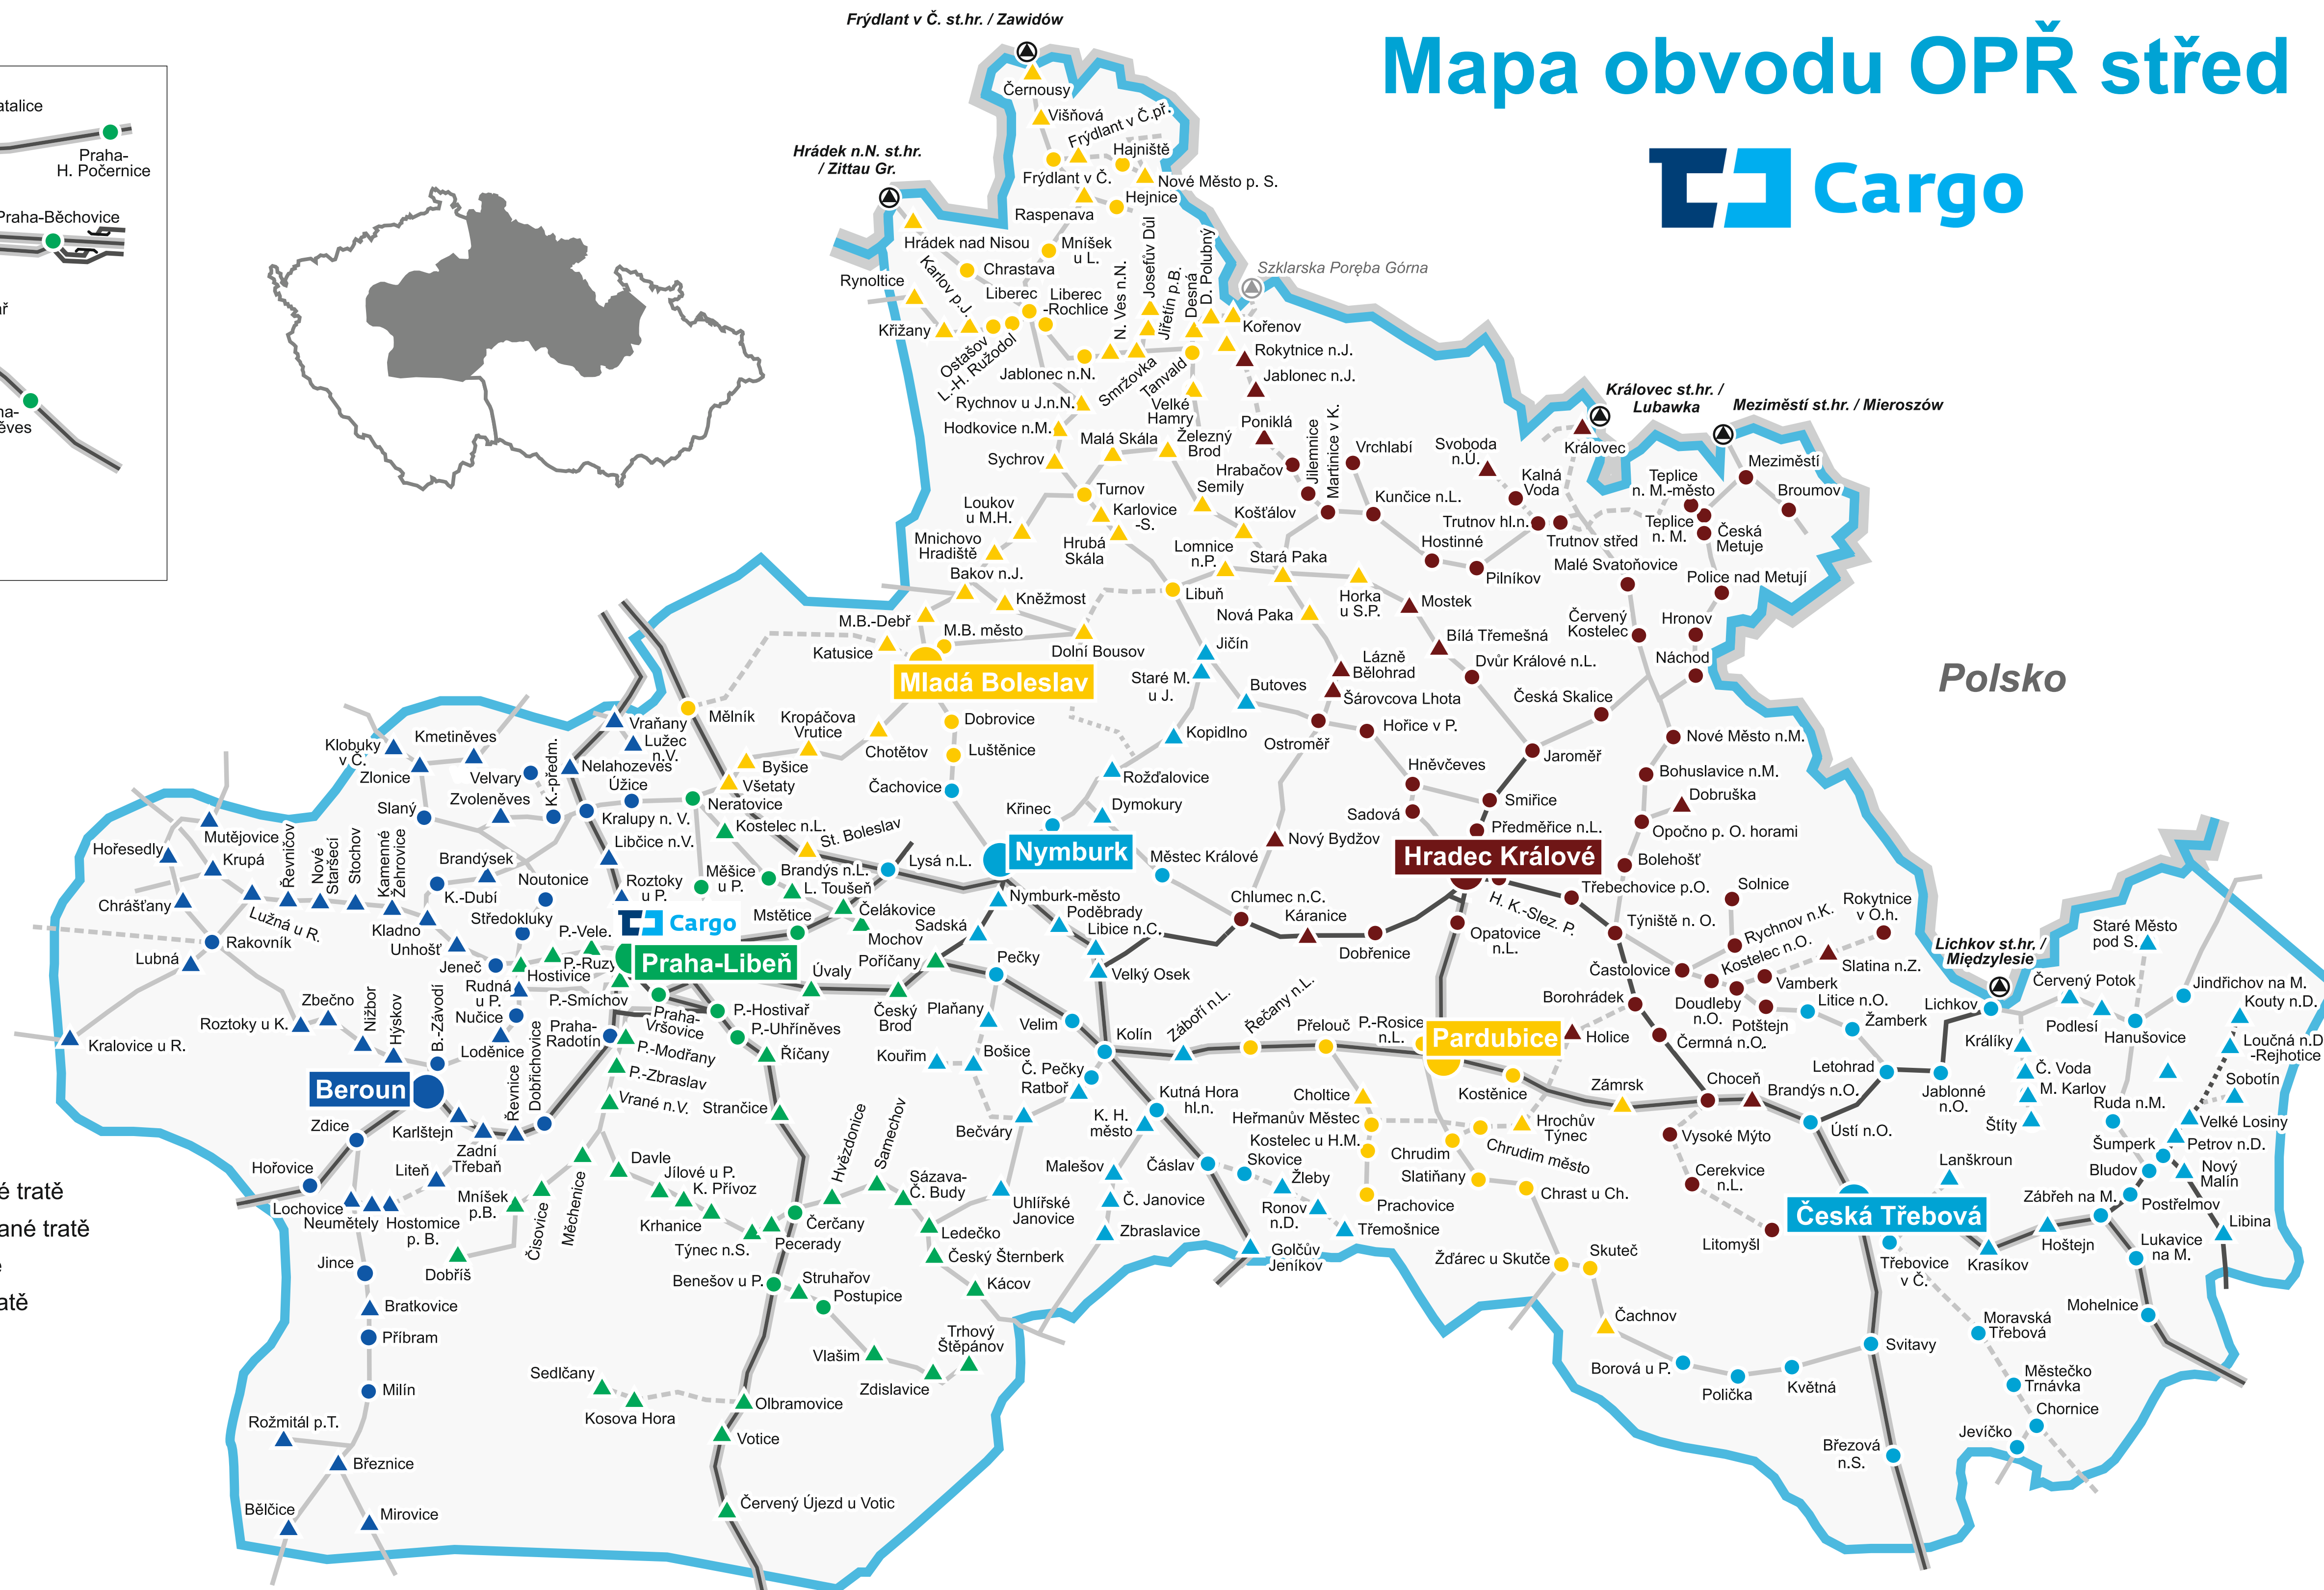 Mapa obvodu OPŘ střed
Cargo
Frýdlant v Č. st.hr. / Zawidów
Hrádek n.N. st.hr.
/ Zittau Gr.
Szklarska Poręba Górna
Královec st.hr. /
Lubawka
Meziměstí st.hr. / Mieroszów
Lichkov st.hr. /
Międzylesie
Polsko
Praha-
H. Počernice
Praha-Běchovice
Černousy
Višňová
Frýdlant v Č.př.
Hajniště
Frýdlant v Č.
Nové Město p. S.
Raspenava
Hejnice
Hrádek nad Nisou
Mníšek
u L.
Chrastava
Karlov p.J.
Rynoltice
Liberec
Liberec
-Rochlice
Křižany
Ostašov
L.-H. Ružodol
N. Ves n.N.
Josefův Důl
Jiřetín p.B.
Desná
D. Polubný
Kořenov
Jablonec n.N.
Smržovka
Tanvald
Rokytnice n.J.
Jablonec n.J.
Rychnov u J.n.N.
Velké
Hamry
Poniklá
Hodkovice n.M.
Malá Skála
Železný
Brod
Hrabačov
Jilemnice
Martinice v K.
Vrchlabí
Svoboda
n.Ú.
Královec
Sychrov
Semily
Kalná
Voda
Teplice
n. M.-město
Meziměstí
Broumov
Turnov
Loukov
u M.H.
Karlovice
-S.
Košťálov
Kunčice n.L.
Trutnov hl.n.
Teplice
n. M.
Česká
Metuje
Mnichovo
Hradiště
Hrubá
Skála
Lomnice
n.P.
Stará Paka
Hostinné
Trutnov střed
Pilníkov
Malé Svatoňovice
Police nad Metují
Bakov n.J.
Kněžmost
Libuň
Nová Paka
Horka
u S.P.
Mostek
Červený
Kostelec
Hronov
M.B.-Debř
M.B. město
Katusice
Dolní Bousov
Jičín
Bílá Třemešná
Náchod
Mladá Boleslav
Staré M.
u J.
Butoves
Lázně
Bělohrad
Dvůr Králové n.L.
Šárovcova Lhota
Česká Skalice
Mělník
Kropáčova
Vrutice
Dobrovice
Kopidlno
Ostroměř
Hořice v P.
Nové Město n.M.
Vraňany
Lužec
n.V.
Chotětov
Luštěnice
Jaroměř
Klobuky
v Č.
Kmetiněves
Byšice
Rožďalovice
Hněvčeves
Bohuslavice n.M.
Zlonice
Velvary
K.-předm.
Nelahozeves
Úžice
Všetaty
Čachovice
Dymokury
Smiřice
Dobruška
Slaný
Zvoleněves
Kralupy n. V.
Neratovice
Křinec
Sadová
Předměřice n.L.
Opočno p. O. horami
Mutějovice
Kostelec n.L.
St. Boleslav
Libčice n.V.
Nový Bydžov
Hořesedly
Krupá
Řevničov
Nové
Strašecí
Stochov
Kamenné
Žehrovice
Brandýsek
Nymburk
Lysá n.L.
Městec Králové
Hradec Králové
Bolehošť
Noutonice
Roztoky
u P.
Měšice
u P.
Brandýs n.L.
L. Toušeň
Třebechovice p.O.
Solnice
Chrášťany
Lužná u R.
K.-Dubí
Středokluky
Cargo
Mstětice
Čelákovice
Nymburk-město
Poděbrady
Chlumec n.C.
Káranice
H. K.-Slez. P.
Týniště n. O.
Rokytnice
v O.h.
Rakovník
Kladno
Unhošť
P.-Vele.
Mochov
Sadská
Libice n.C.
Dobřenice
Opatovice
n.L.
Rychnov n.K.
Kostelec n.O.
Staré Město
pod S.
Lubná
Jeneč
Hostivice
P.-Ruzy
Praha-Libeň
Úvaly
Poříčany
Pečky
Velký Osek
Častolovice
Slatina n.Z.
Vamberk
Červený Potok
Jindřichov na M.
Rudná
u P.
P.-Smíchov
Zbečno
Nižbor
Hýskov
B.-Závodí
Nučice
Praha-
Vršovice
P.-Hostivař
Český
Brod
Plaňany
Záboří n.L.
Řečany n.L.
Borohrádek
Doudleby
n.O.
Litice n.O.
Lichkov
Kouty n.D.
Roztoky u K.
Loděnice
Dobřichovice
Praha-
Radotín
P.-Uhříněves
Velim
Kolín
Přelouč
P.-Rosice
n.L.
Pardubice
Holice
Potštejn
Žamberk
Podlesí
Hanušovice
Kralovice u R.
P.-Modřany
Říčany
Kouřim
Bošice
Čermná n.O.
Králíky
Loučná n.D.
-Rejhotice
Beroun
P.-Zbraslav
Č. Pečky
Ratboř
Letohrad
Č. Voda
Sobotín
Řevnice
Vrané n.V.
Strančice
Kutná Hora
hl.n.
Choltice
Kostěnice
Zámrsk
Choceň
Brandýs n.O.
Jablonné
n.O.
M. Karlov
Ruda n.M.
Zdice
Karlštejn
Zadní
Třebaň
Hvězdonice
Samechov
Bečváry
K. H.
město
Heřmanův Městec
Hrochův
Týnec
Ústí n.O.
Štíty
Velké Losiny
Kostelec u H.M.
Chrudim
Chrudim město
Vysoké Mýto
Šumperk
Petrov n.D.
Hořovice
Liteň
Davle
Malešov
Čáslav
Skovice
Slatiňany
Cerekvice
n.L.
Lanškroun
Bludov
Nový
Malín
Lochovice
Neumětely
Hostomice
p. B.
Mníšek
p.B.
Čisovice
Měchenice
Jílové u P.
K. Přívoz
Sázava-
Č. Budy
Uhlířské
Janovice
Č. Janovice
Žleby
Prachovice
Chrast u Ch.
Česká Třebová
Zábřeh na M.
Postřelmov
Krhanice
Čerčany
Ronov
n.D.
Třemošnice
Libina
Týnec n.S.
Pecerady
Ledečko
Zbraslavice
Litomyšl
Hoštejn
Lukavice
na M.
Jince
Dobříš
Český Šternberk
Golčův
Jeníkov
Žďárec u Skutče
Skuteč
Třebovice
v Č.
Krasíkov
Benešov u P.
Struhařov
Kácov
Bratkovice
Postupice
Čachnov
Moravská
Třebová
Mohelnice
Příbram
Trhový
Štěpánov
Svitavy
Vlašim
Borová u P.
Milín
Sedlčany
Zdislavice
Polička
Květná
Městečko
Trnávka
Rožmitál p.T.
Kosova Hora
Olbramovice
Chornice
Votice
Březová
n.S.
Jevíčko
Březnice
Bělčice
Mirovice
Červený Újezd u Votic